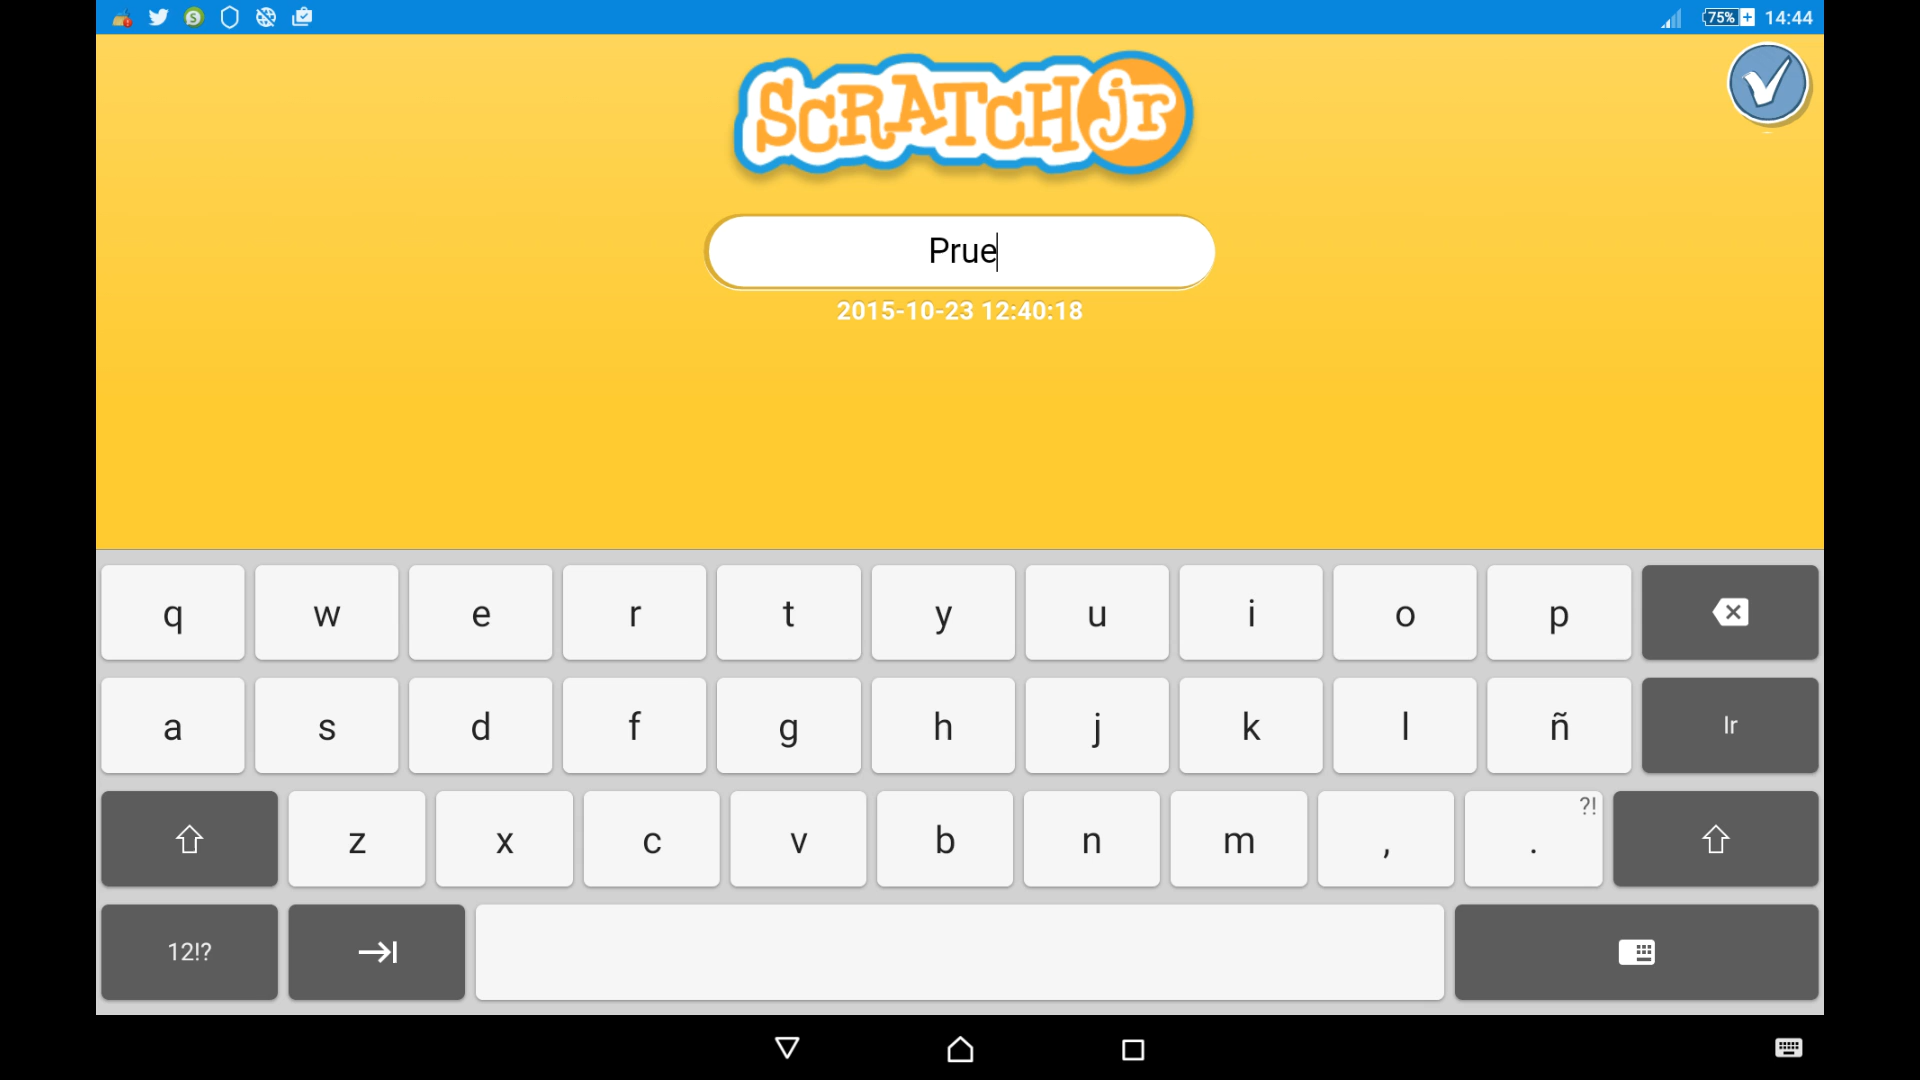 75% 14:44
SCRATCH jr
Prue
2015-10-23 12:40:18
q w e r t y u i o p
a s d f g h j k l ñ Ir
z x c v b n m , . ?!
12!?